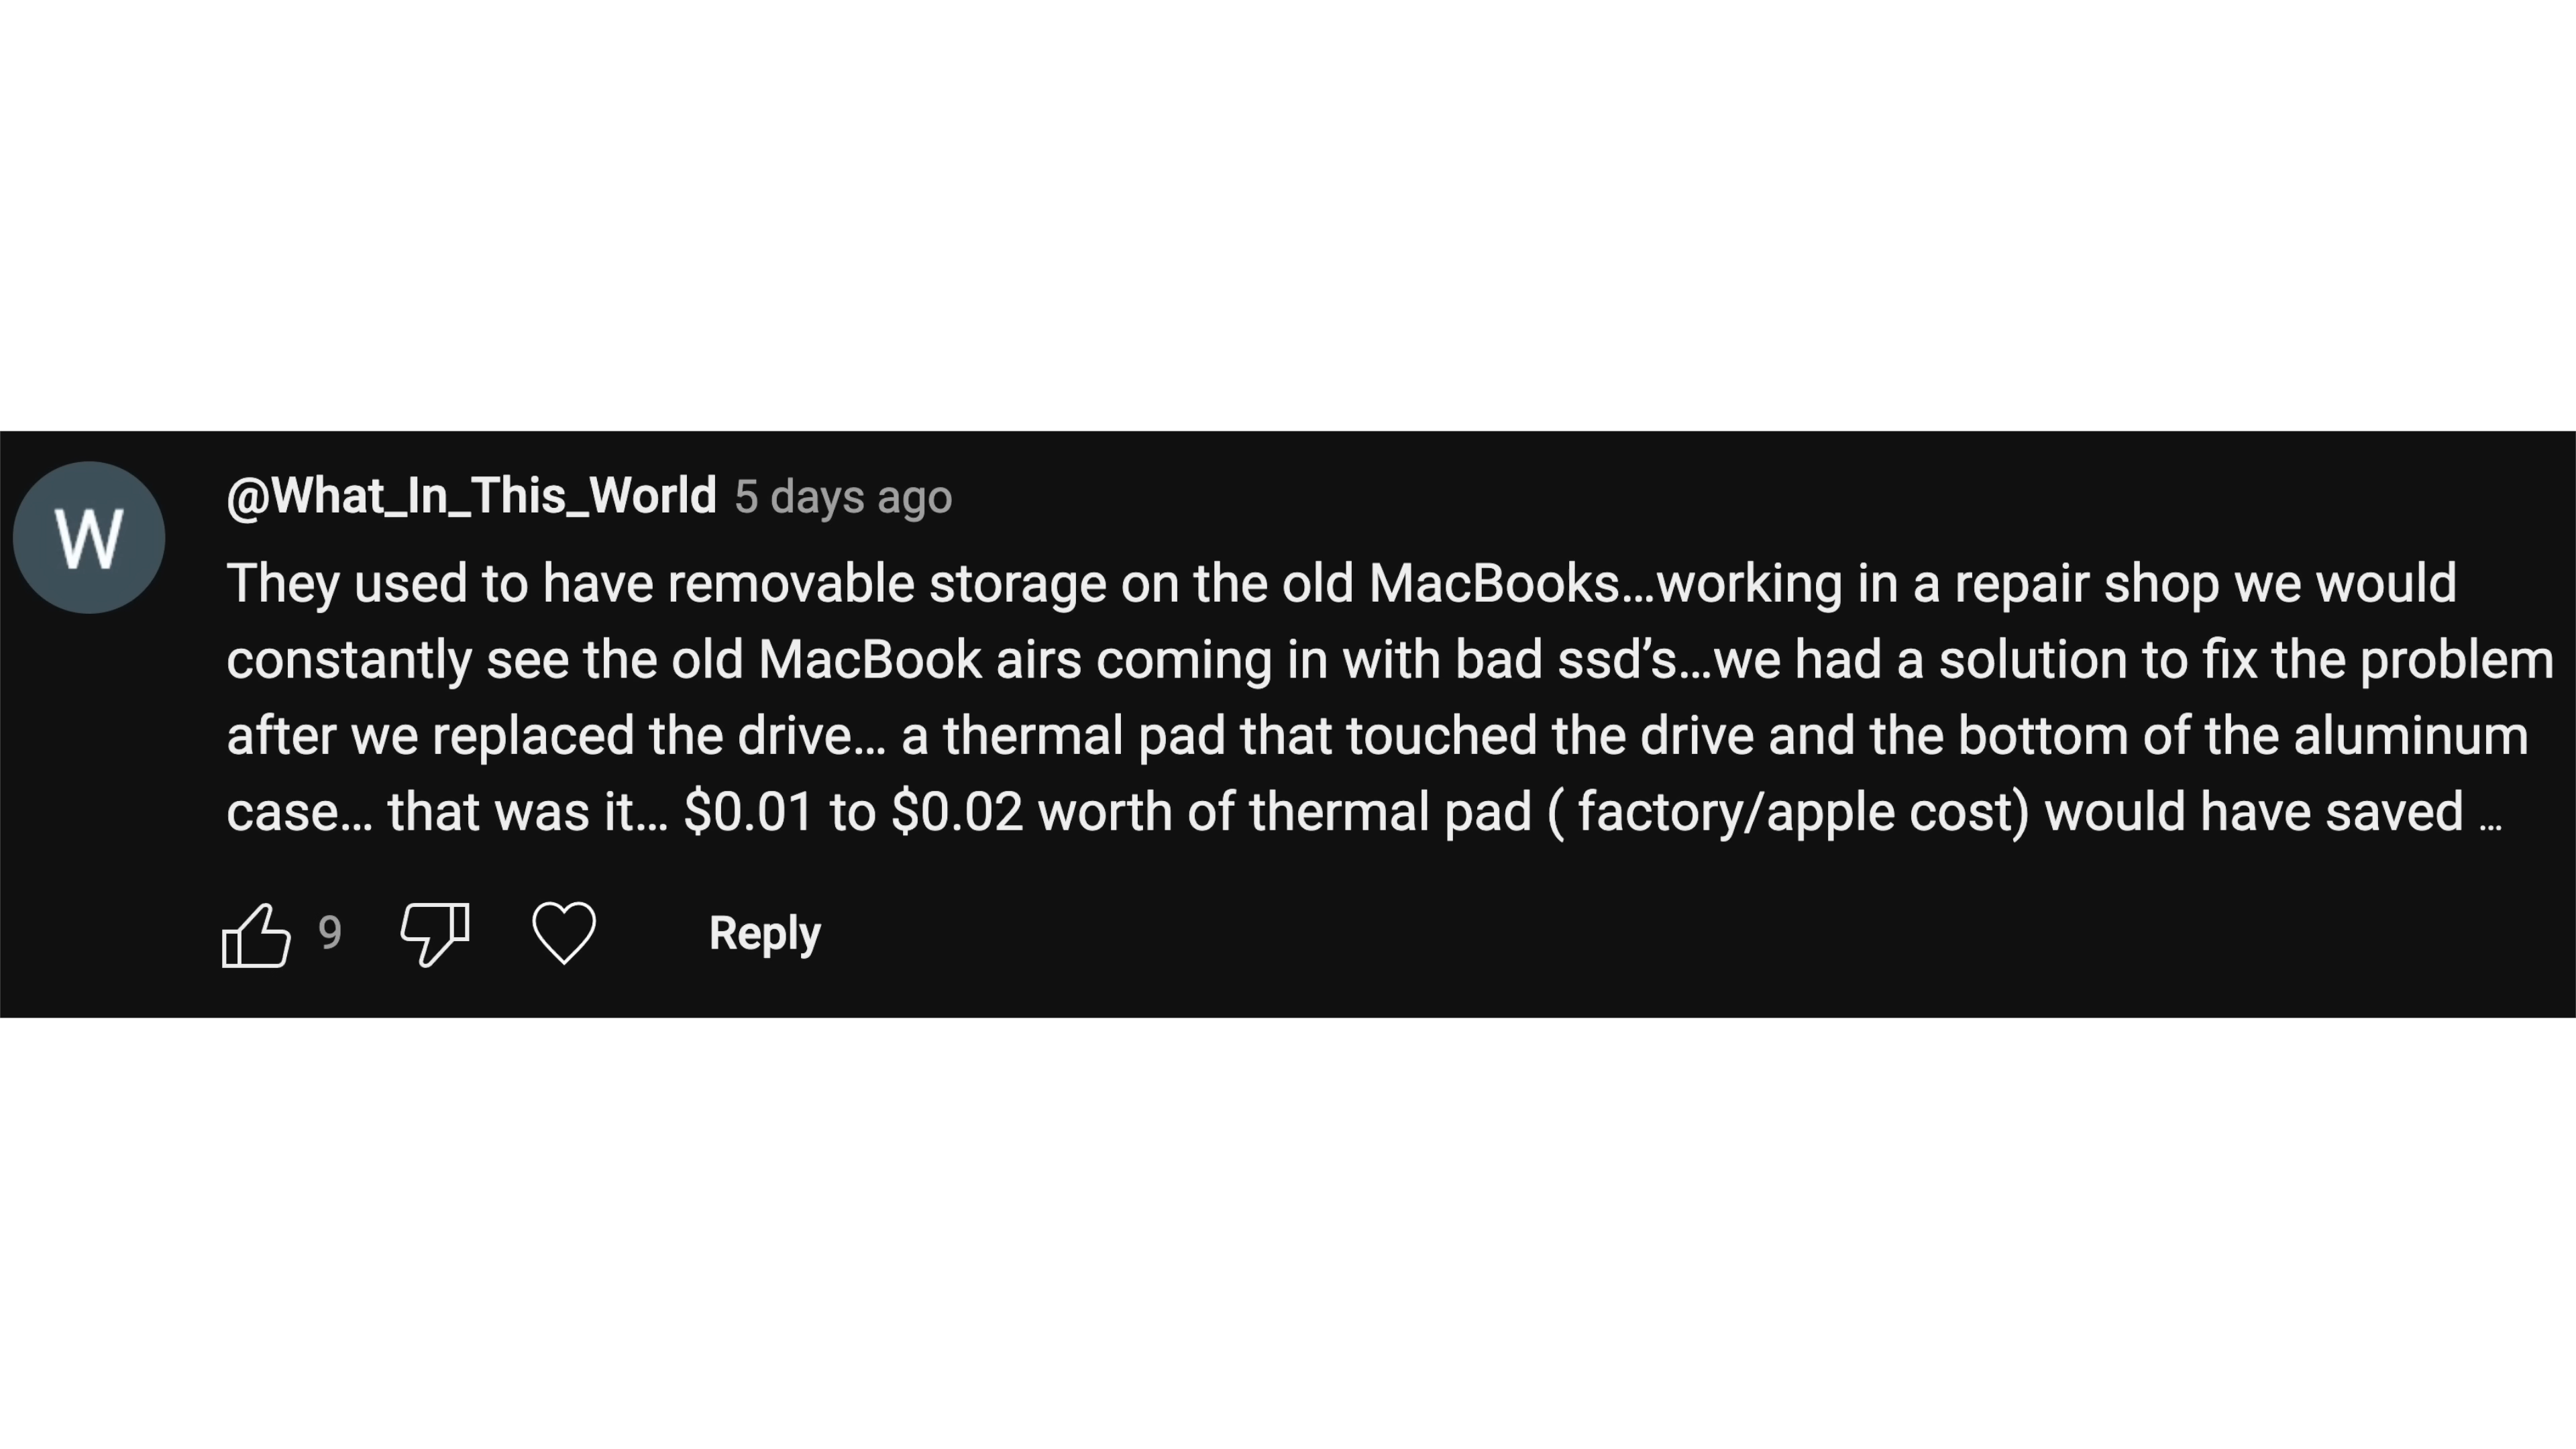 W
@What_In_This_World 5 days ago
They used to have removable storage on the old MacBooks...working in a repair shop we would
constantly see the old MacBook airs coming in with bad ssd’s...we had a solution to fix the problem
after we replaced the drive... a thermal pad that touched the drive and the bottom of the aluminum
case... that was it... $0.01 to $0.02 worth of thermal pad ( factory/apple cost) would have saved ...
9 Reply